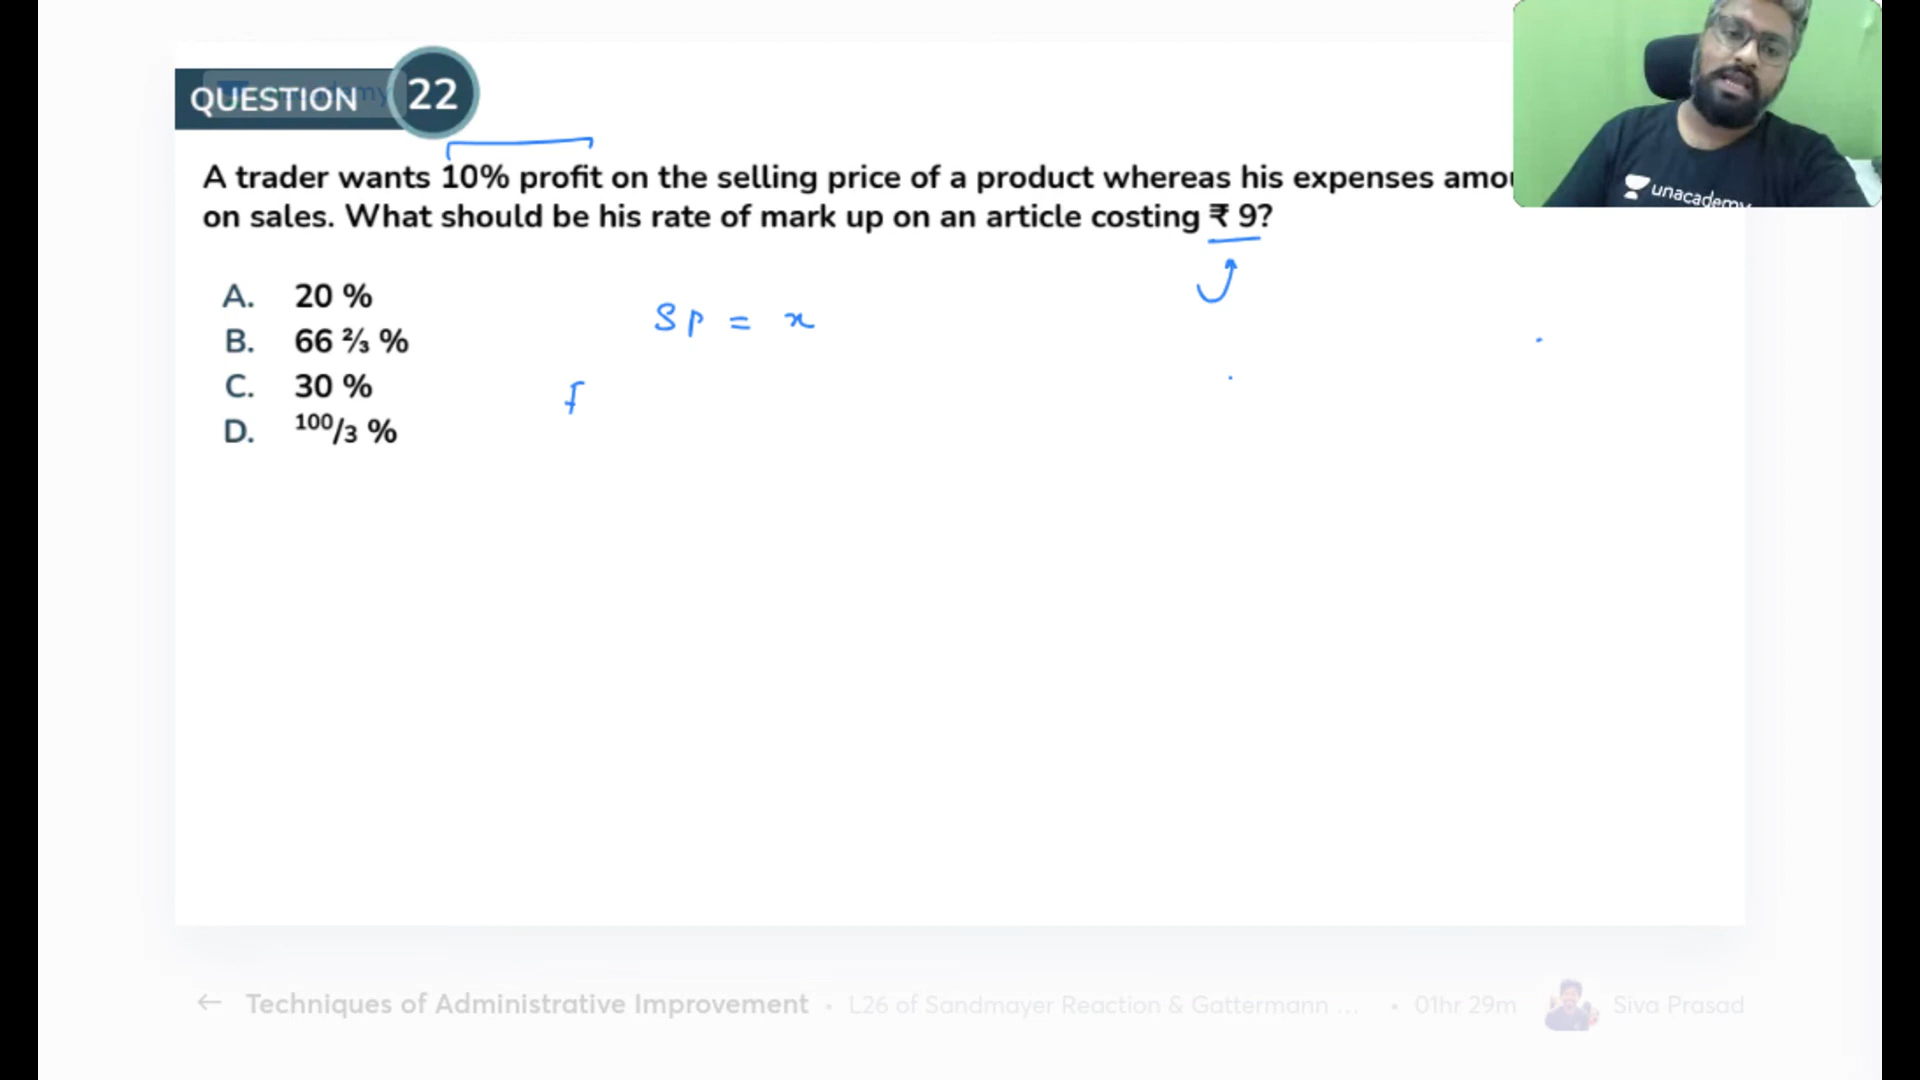 QUESTION 22
A trader wants 10% profit on the selling price of a product whereas his expenses amou
on sales. What should be his rate of mark up on an article costing ₹ 9?
A. 20 %
B. 66 ⅔ %
C. 30 %
D. ¹⁰⁰/3 %
SP = x
unacademy
← Techniques of Administrative Improvement • L26 of Sandmayer Reaction & Gattermann ... • 01hr 29m Siva Prasad